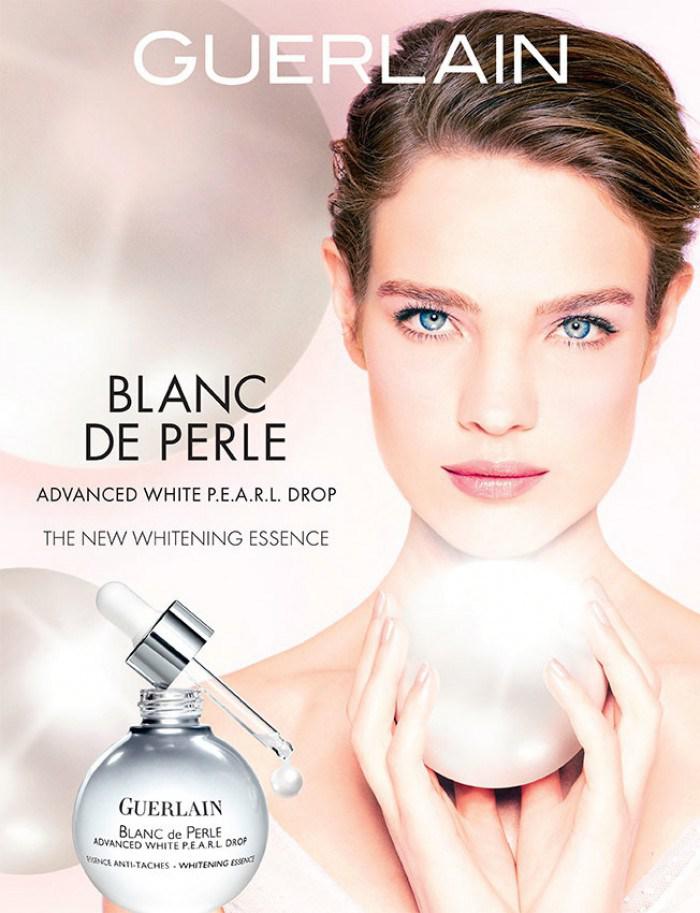 GUERLAIN
BLANC
DE PERLE
ADVANCED WHITE P.E.A.R.L. DROP
THE NEW WHITENING ESSENCE
GUERLAIN
BLANC de PERLE
ADVANCED WHITE P.E.A.R.L. DROP
ESSENCE ANTI-TACHES • WHITENING ESSENCE